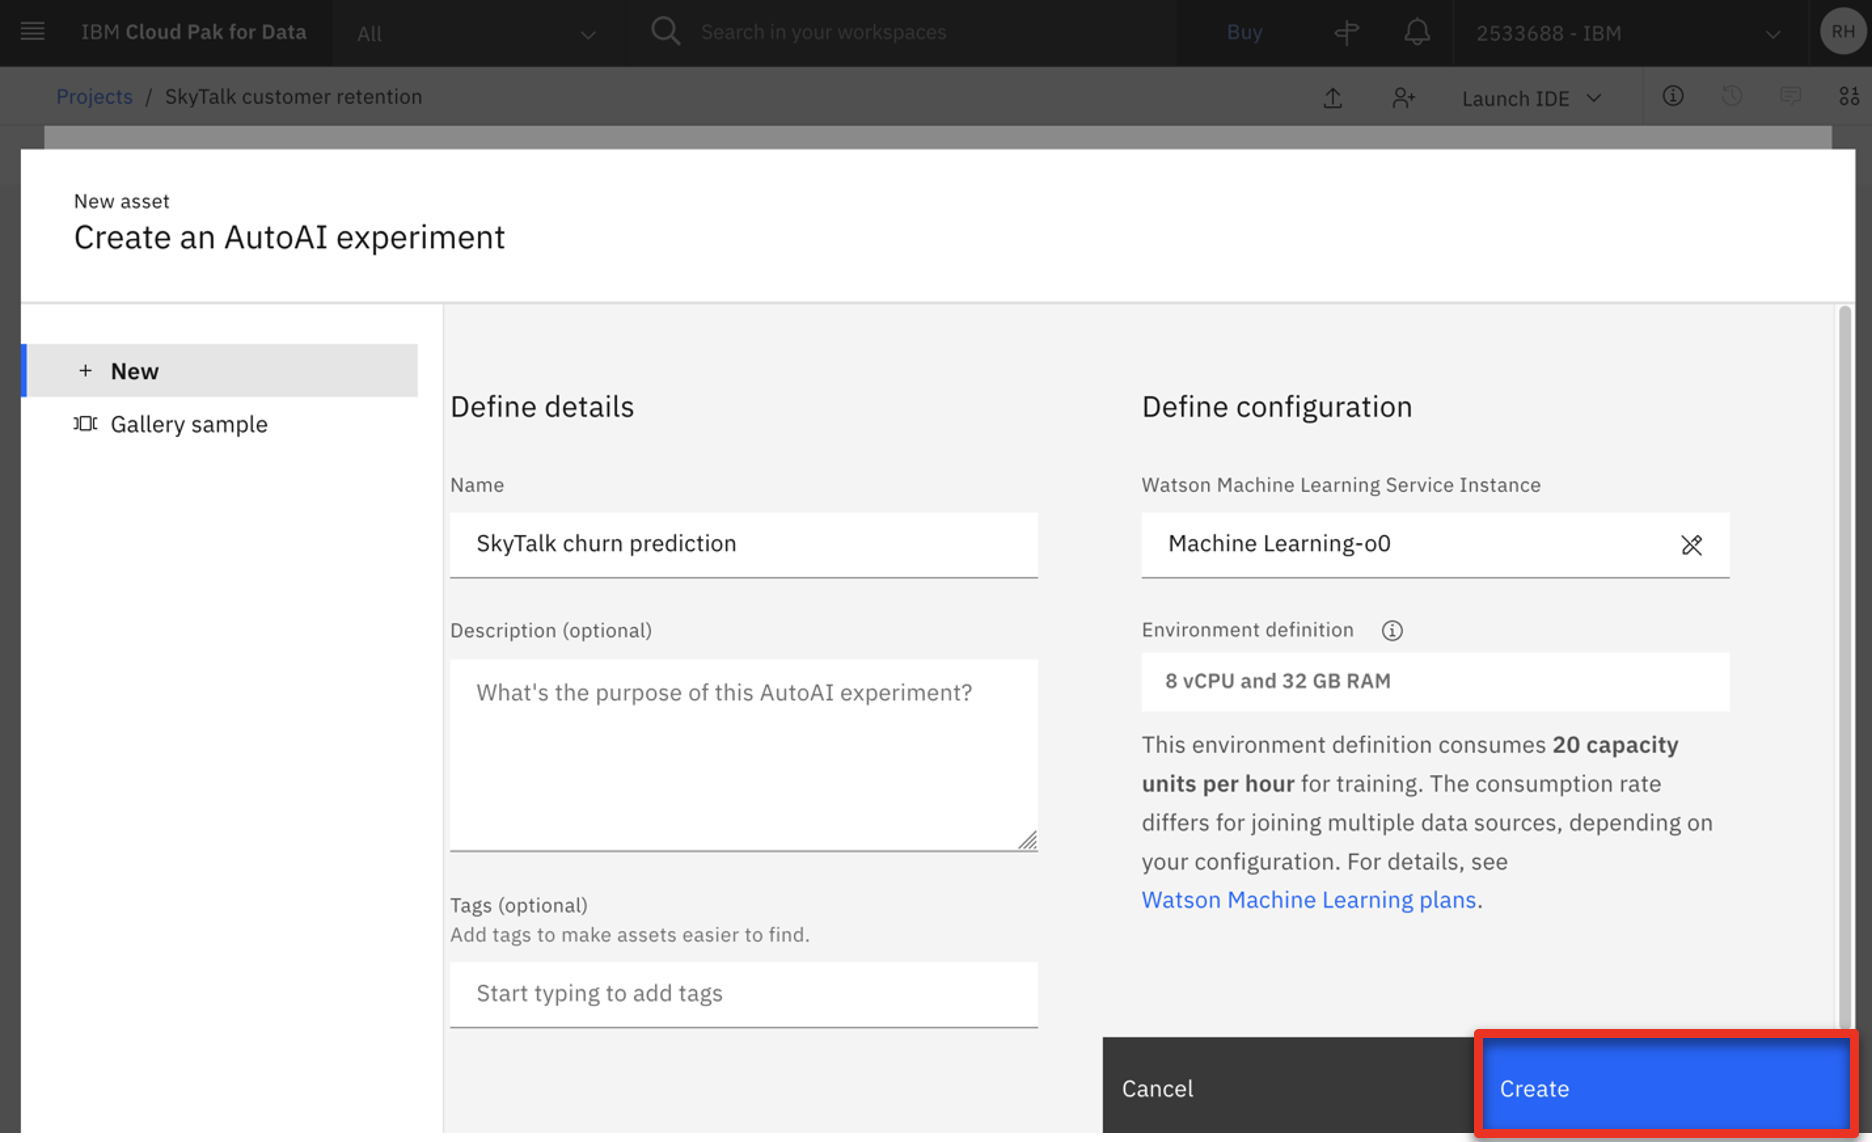 IBM Cloud Pak for Data
All
Search in your workspaces
Buy
2533688 - IBM
RH
Projects / SkyTalk customer retention
Launch IDE
New asset
Create an AutoAI experiment
+ New
Gallery sample
Define details
Name
SkyTalk churn prediction
Description (optional)
What's the purpose of this AutoAI experiment?
Tags (optional)
Add tags to make assets easier to find.
Start typing to add tags
Define configuration
Watson Machine Learning Service Instance
Machine Learning-o0
Environment definition
8 vCPU and 32 GB RAM
This environment definition consumes 20 capacity
units per hour for training. The consumption rate
differs for joining multiple data sources, depending on
your configuration. For details, see
Watson Machine Learning plans.
Cancel
Create